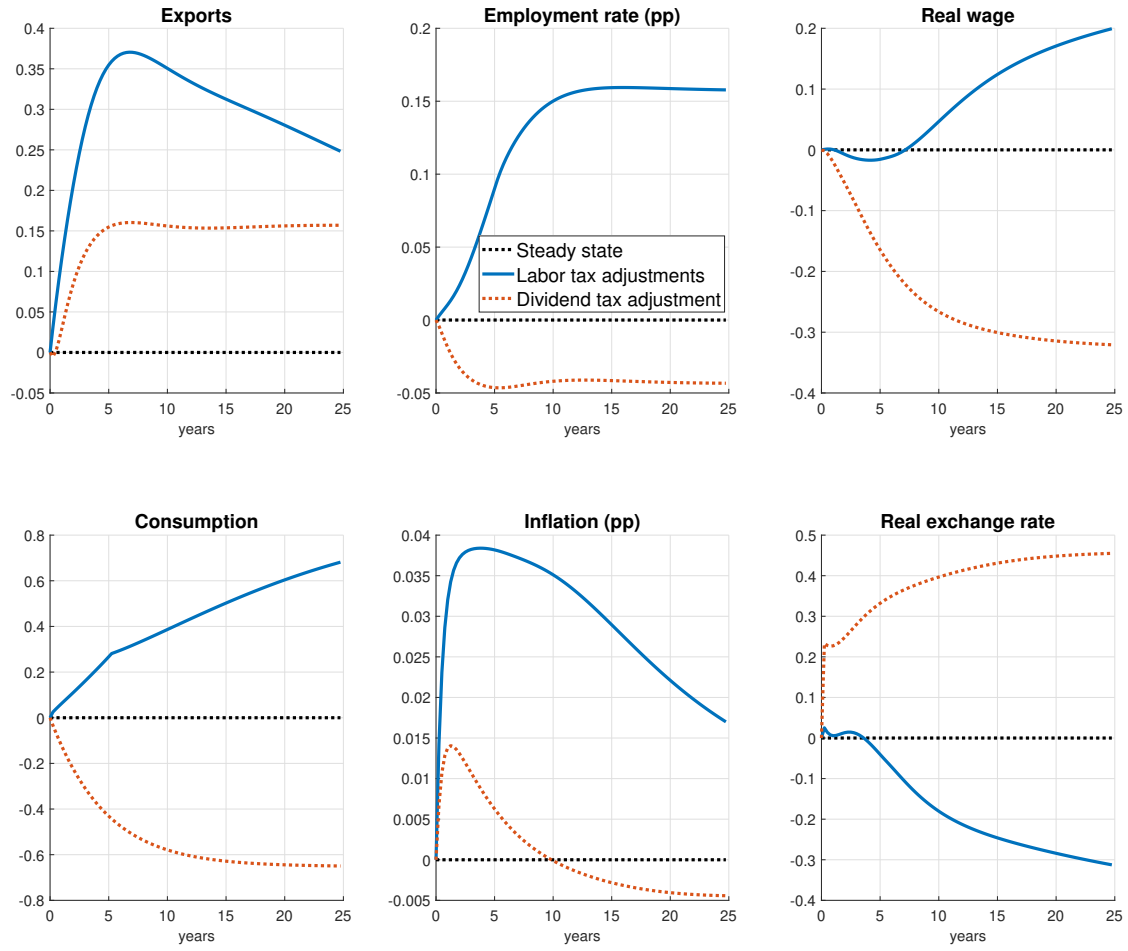 Exports
0.4
0.35
0.3
0.25
0.2
0.15
0.1
0.05
0
-0.05
0 5 10 15 20 25
years
Employment rate (pp)
0.2
0.15
0.1
0.05
0
-0.05
0 5 10 15 20 25
years
Steady state
Labor tax adjustments
Dividend tax adjustment
Real wage
0.2
0.1
0
-0.1
-0.2
-0.3
-0.4
0 5 10 15 20 25
years
Consumption
0.8
0.6
0.4
0.2
0
-0.2
-0.4
-0.6
-0.8
0 5 10 15 20 25
years
Inflation (pp)
0.04
0.035
0.03
0.025
0.02
0.015
0.01
0.005
0
-0.005
0 5 10 15 20 25
years
Real exchange rate
0.5
0.4
0.3
0.2
0.1
0
-0.1
-0.2
-0.3
-0.4
0 5 10 15 20 25
years